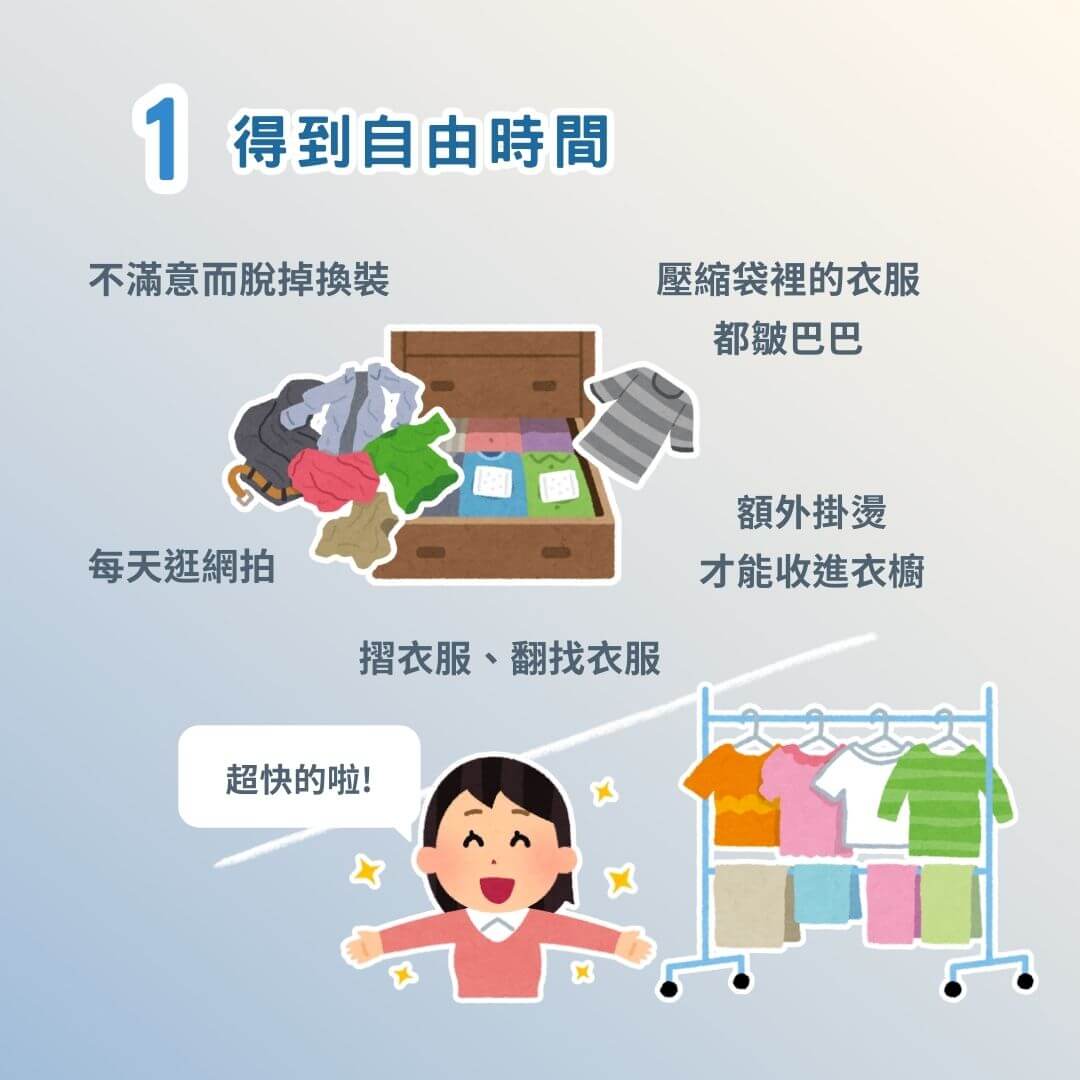 1 得到自由時間
不滿意而脫掉換裝
壓縮袋裡的衣服
都皺巴巴
額外掛燙
才能收進衣櫥
每天逛網拍
摺衣服、翻找衣服
超快的啦!